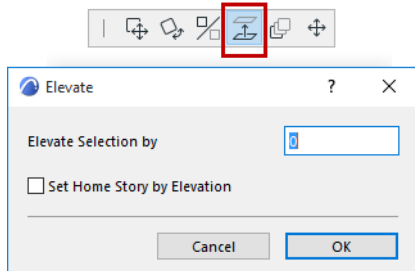 Elevate
?
Elevate Selection by
0
Set Home Story by Elevation
Cancel
OK